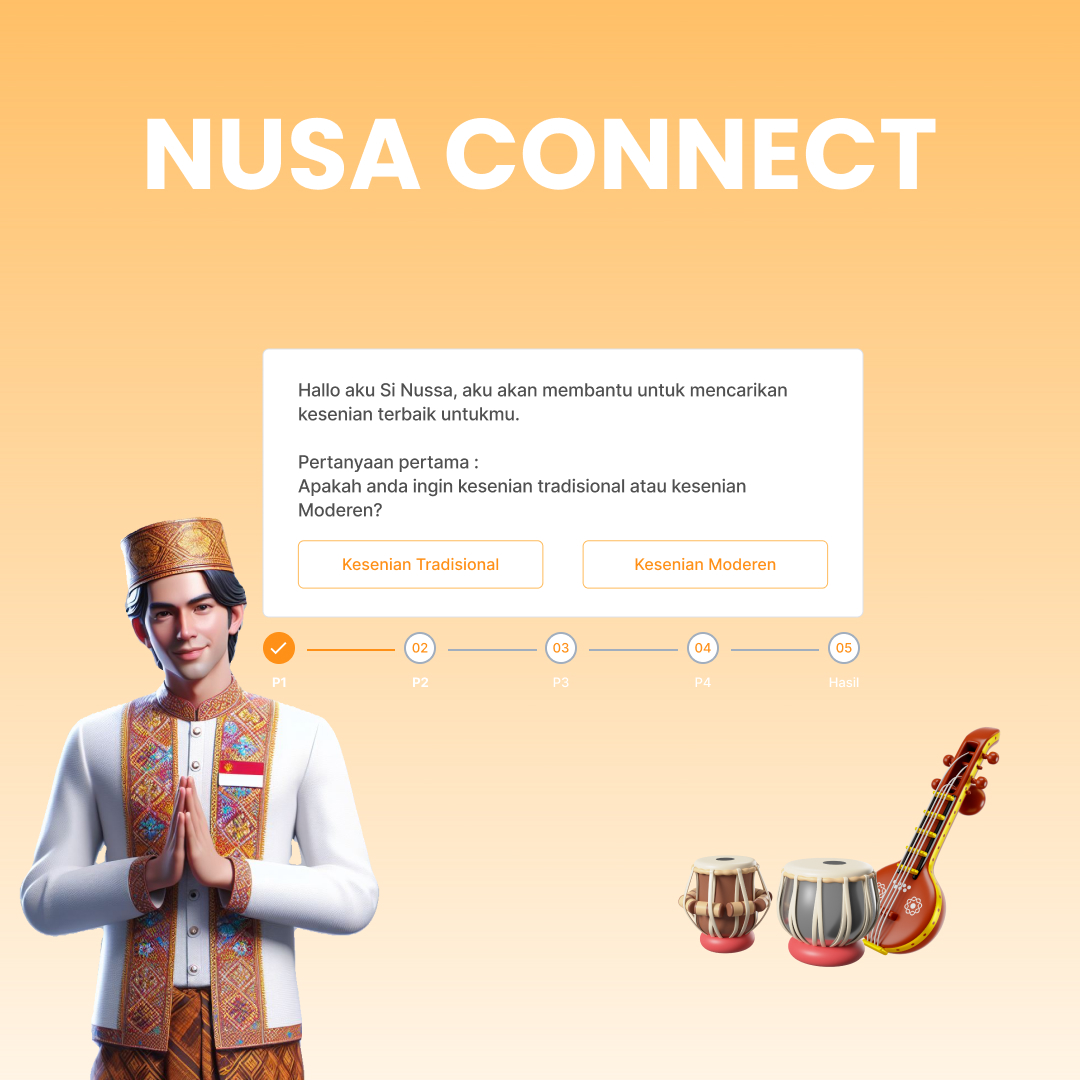 NUSA CONNECT
Hallo aku Si Nussa, aku akan membantu untuk mencarikan
kesenian terbaik untukmu.
Pertanyaan pertama :
Apakah anda ingin kesenian tradisional atau kesenian
Moderen?
Kesenian Tradisional
Kesenian Moderen
02
03
04
05
P1
P2
P3
P4
Hasil